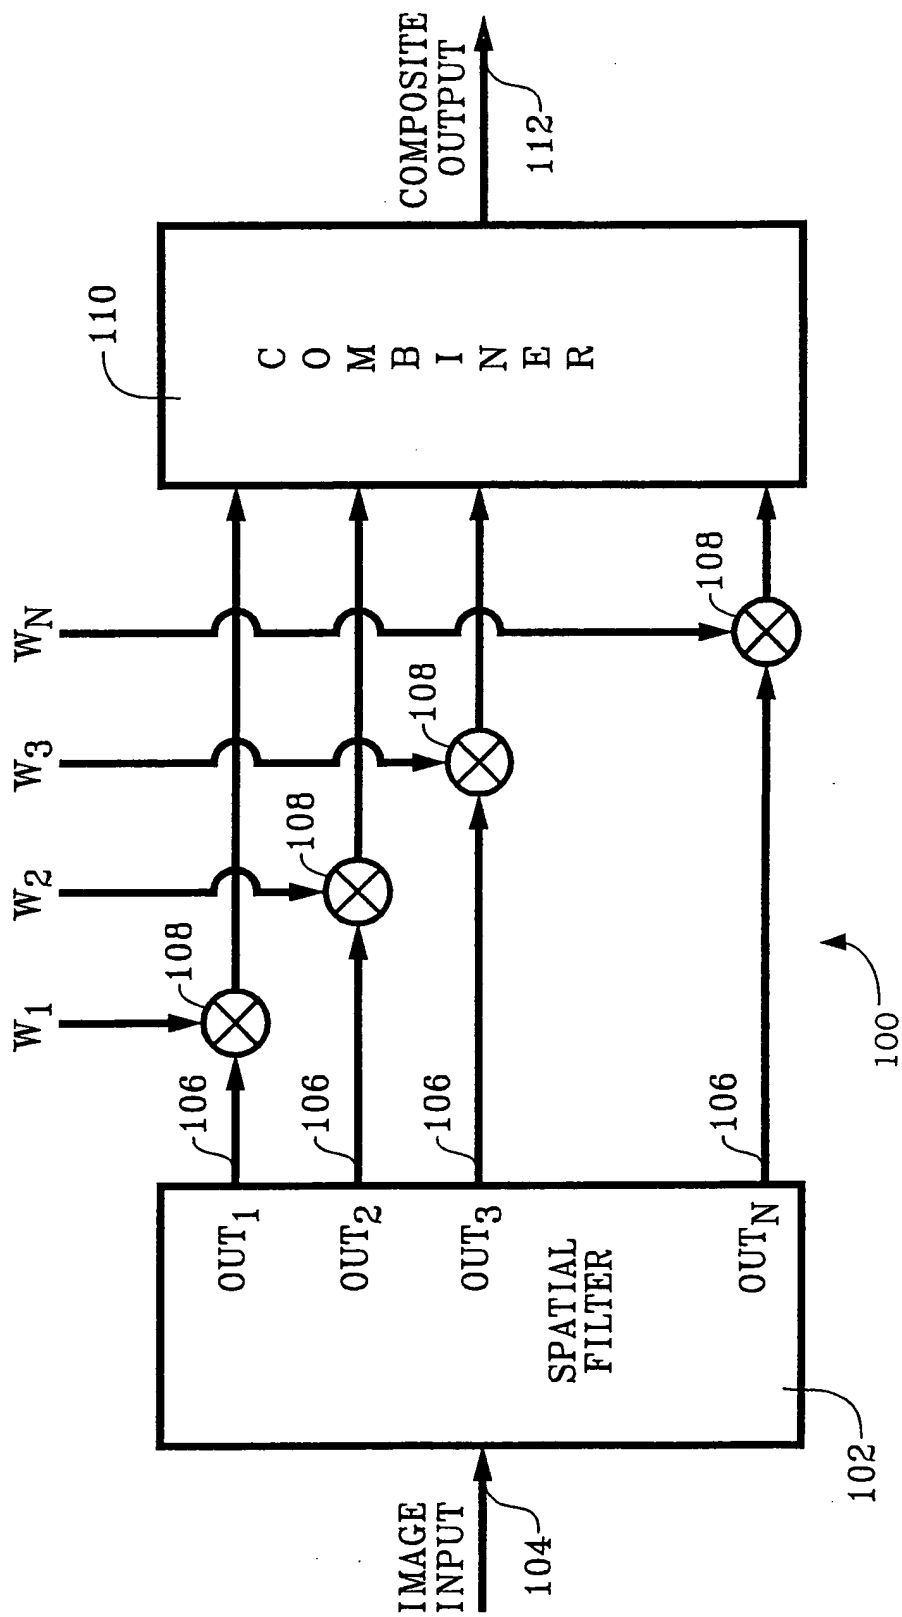 W1
W2
W3
WN
108
108
108
108
110
106
106
106
106
OUT1
OUT2
OUT3
OUTN
SPATIAL
FILTER
COMBINER
IMAGE
INPUT
104
COMPOSITE
OUTPUT
112
102
100